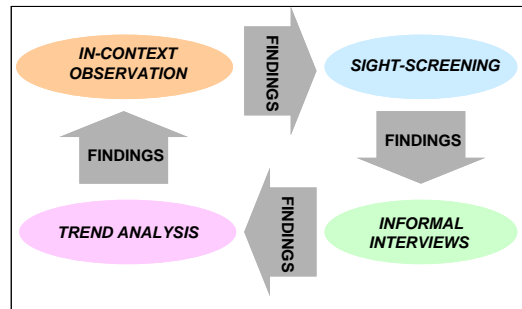 IN-CONTEXT
OBSERVATION
FINDINGS
SIGHT-SCREENING
FINDINGS
FINDINGS
TREND ANALYSIS
FINDINGS
INFORMAL
INTERVIEWS